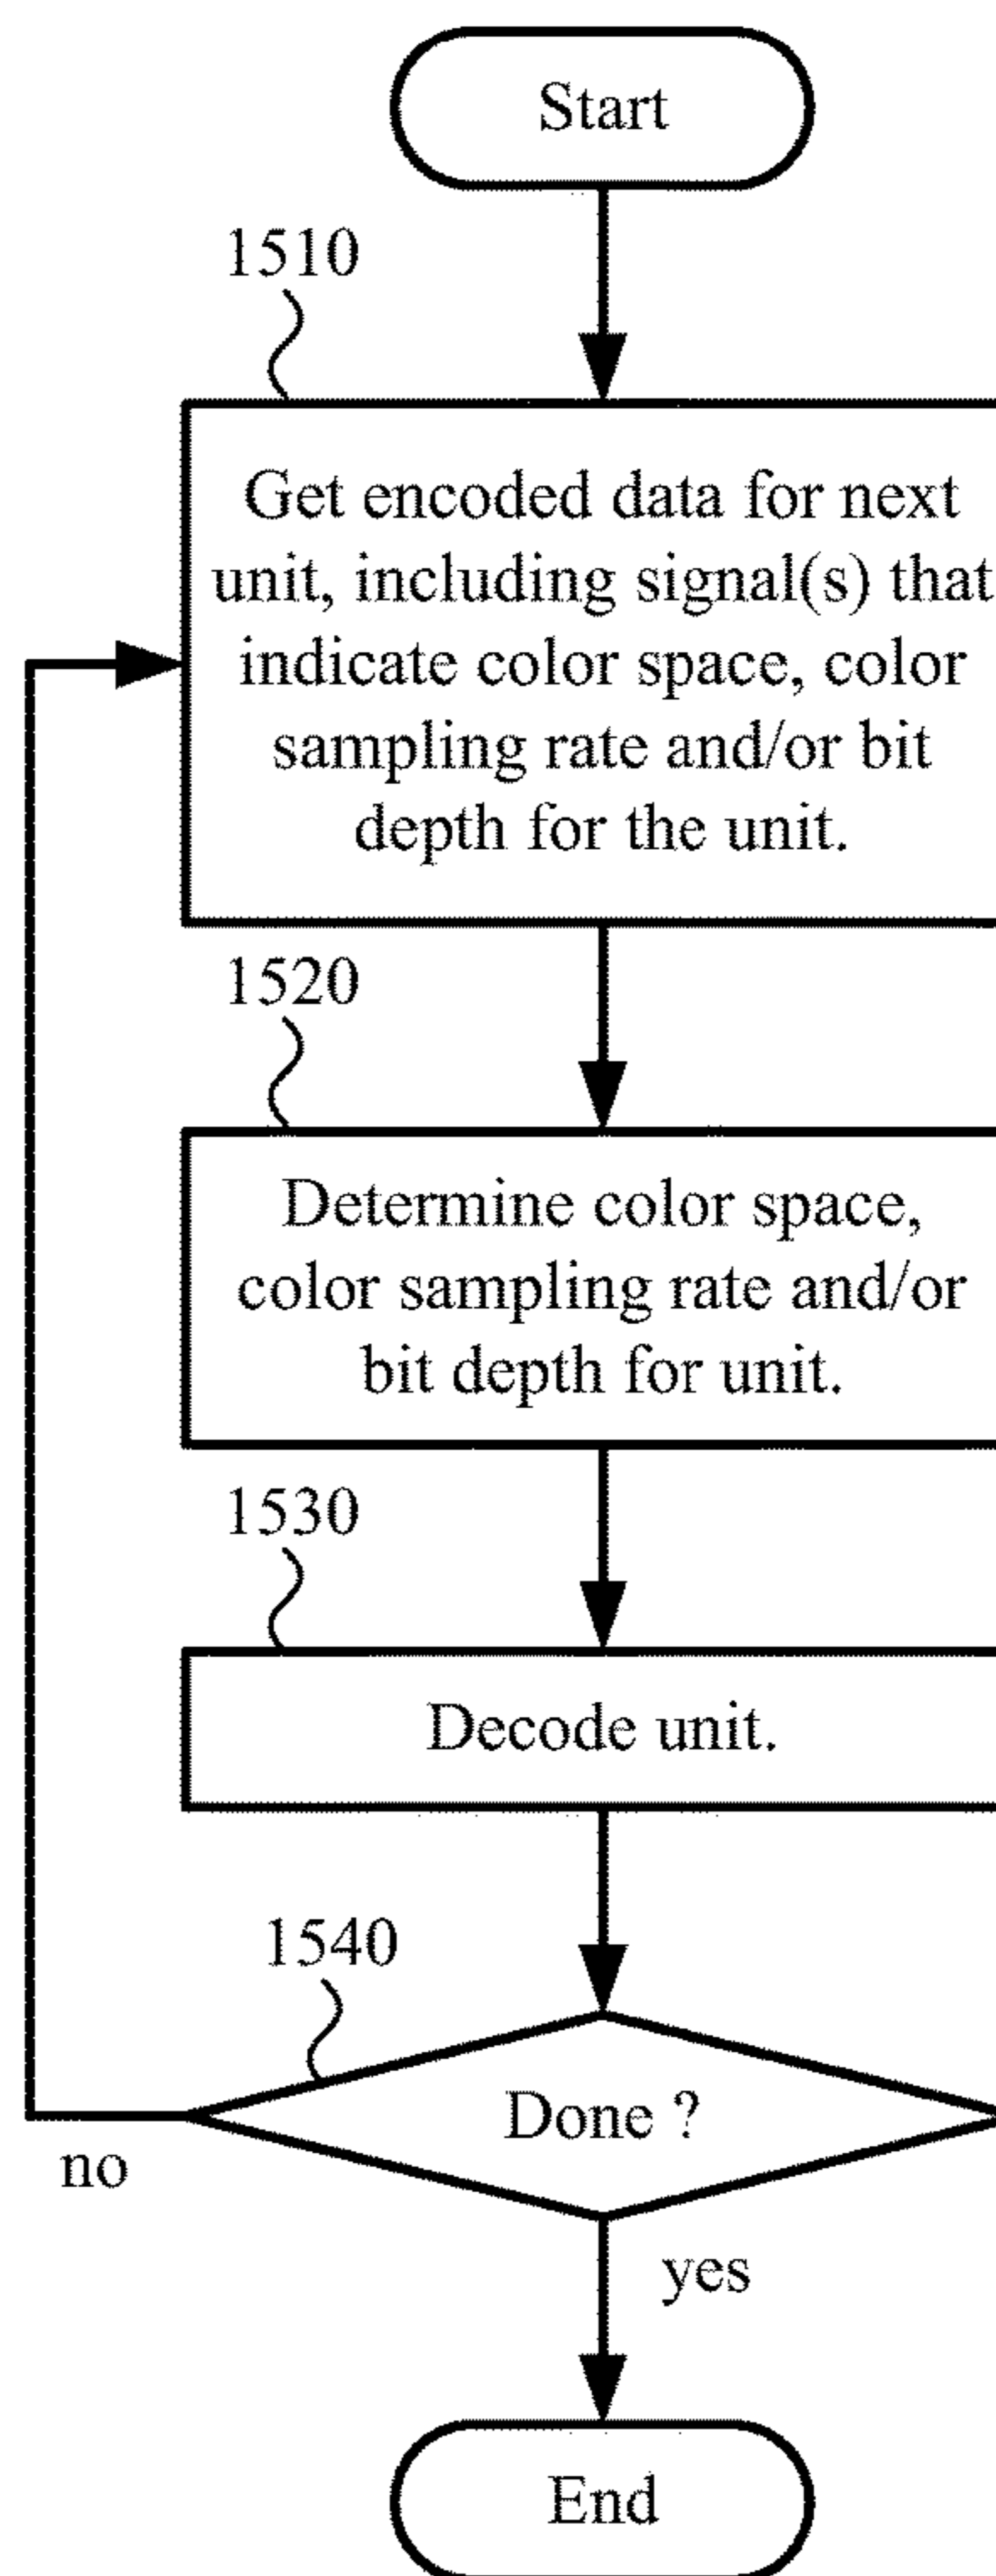 Start
1510
Get encoded data for next
unit, including signal(s) that
indicate color space, color
sampling rate and/or bit
depth for the unit.
1520
Determine color space,
color sampling rate and/or
bit depth for unit.
1530
Decode unit.
1540
Done ?
no
yes
End